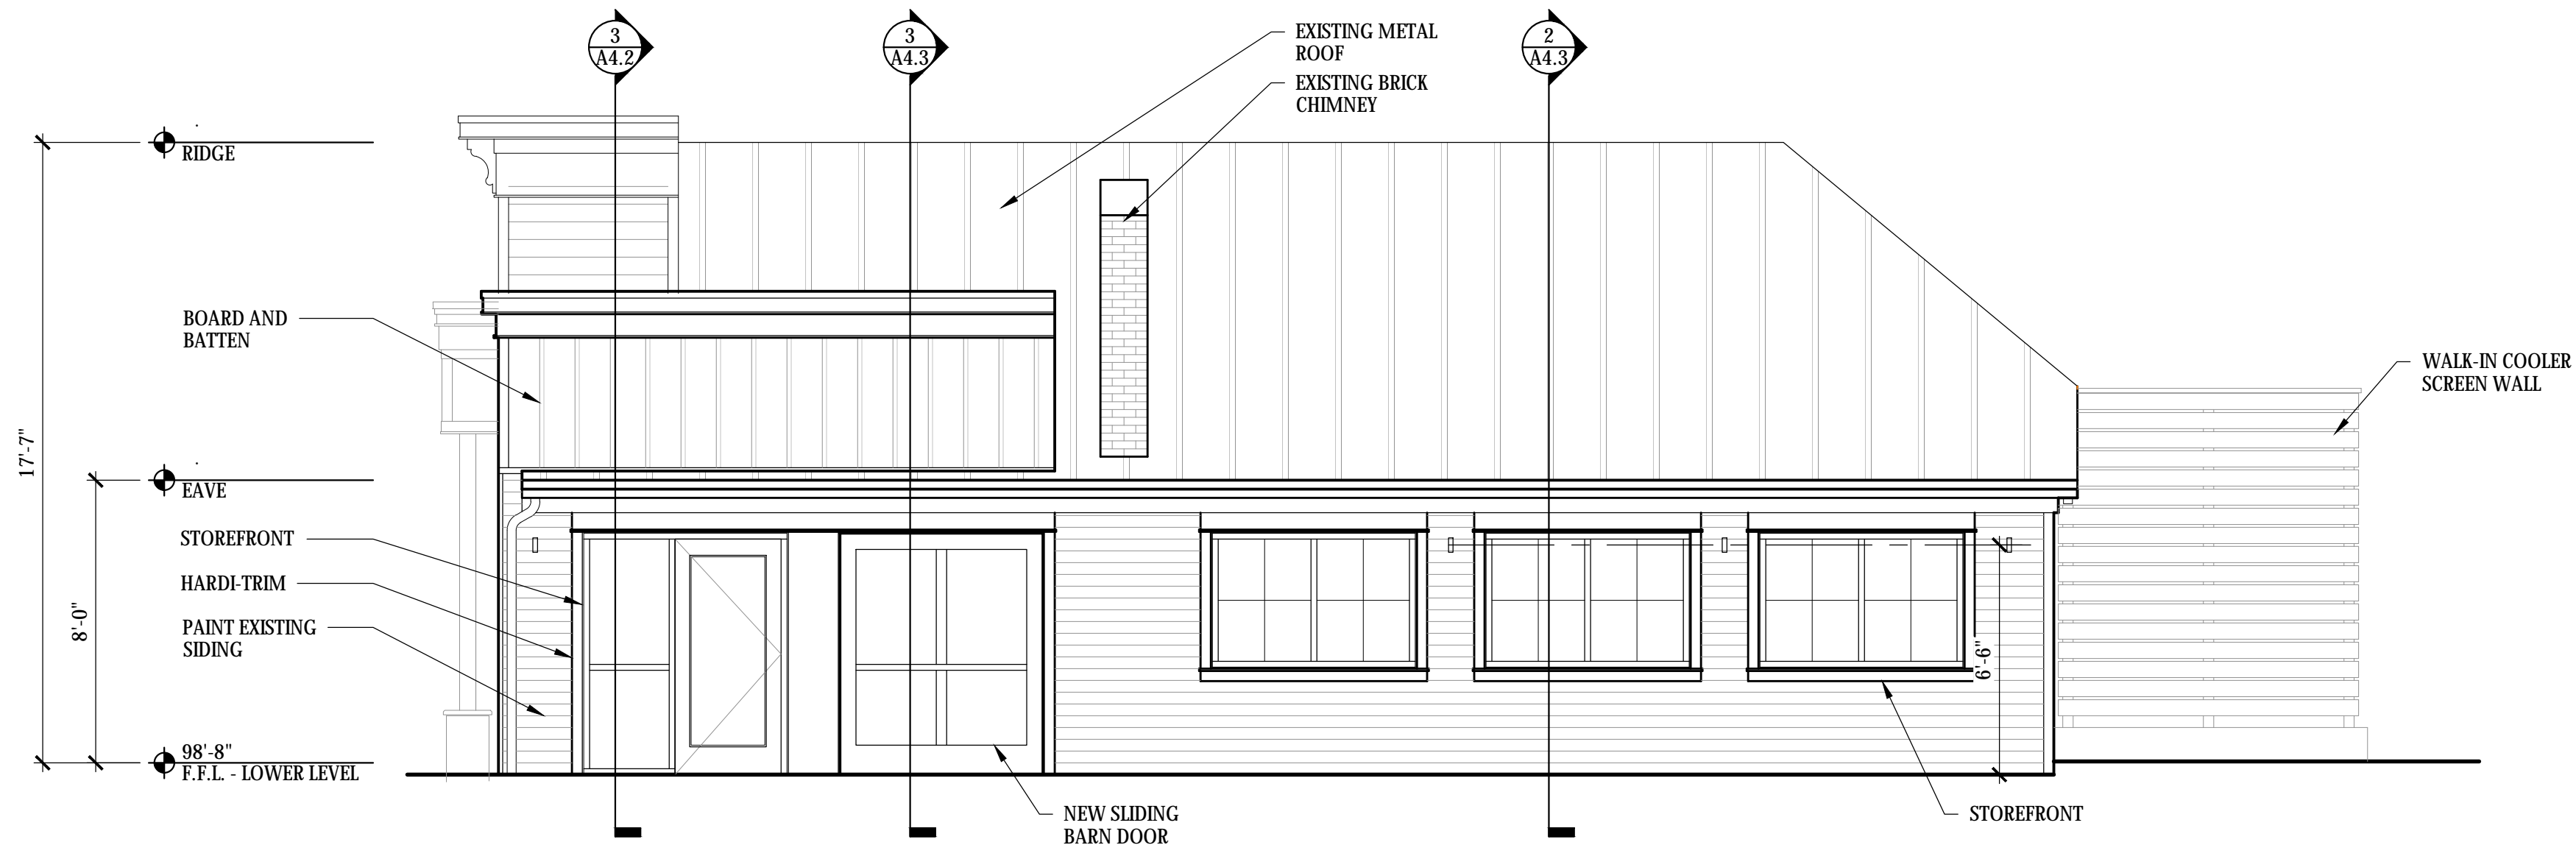 3
A4.2
3
A4.3
2
A4.3
EXISTING METAL
ROOF
EXISTING BRICK
CHIMNEY
RIDGE
BOARD AND
BATTEN
WALK-IN COOLER
SCREEN WALL
17'-7"
EAVE
STOREFRONT
HARDI-TRIM
8'-0"
PAINT EXISTING
SIDING
6'-6"
98'-8"
F.F.L. - LOWER LEVEL
NEW SLIDING
BARN DOOR
STOREFRONT